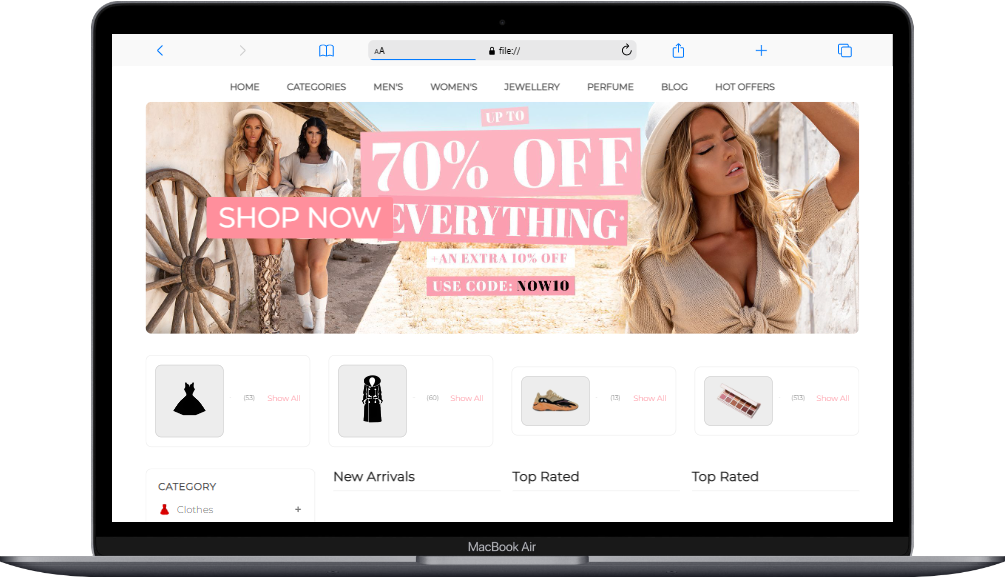 AA file://
HOME CATEGORIES MEN'S WOMEN'S JEWELLERY PERFUME BLOG HOT OFFERS
UP TO
70% OFF
SHOP NOW
EVERYTHING*
+AN EXTRA 10% OFF
USE CODE: NOW10
(53) Show All
(60) Show All
(13) Show All
(513) Show All
CATEGORY
Clothes +
New Arrivals
Top Rated
Top Rated
MacBook Air